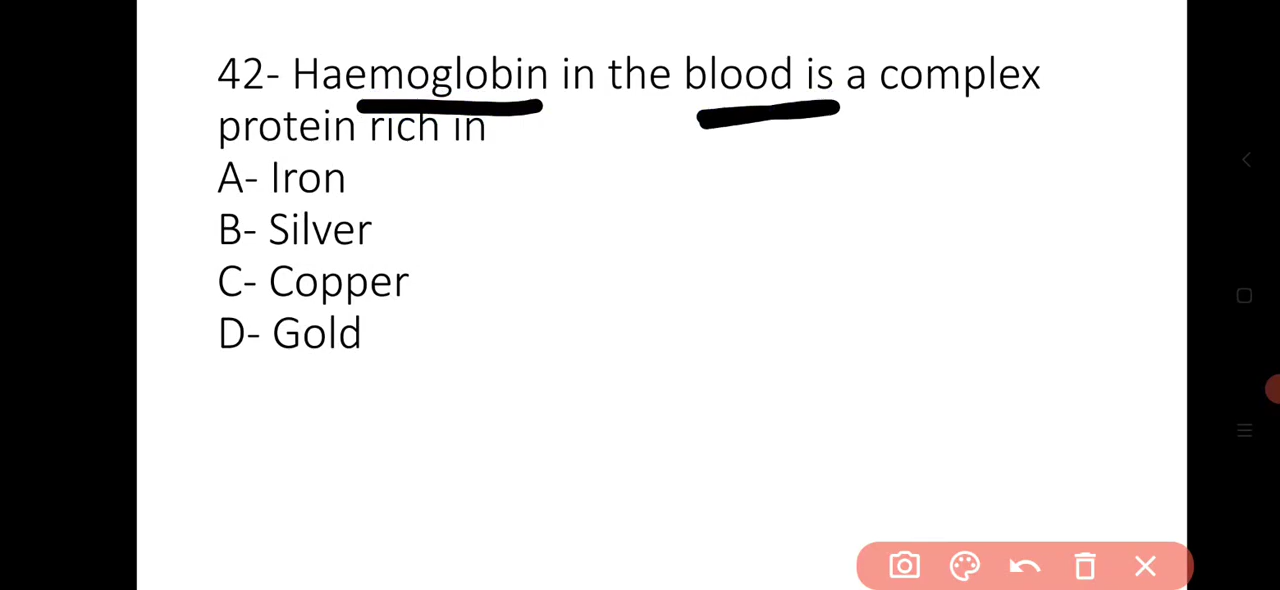 42- Haemoglobin in the blood is a complex
protein rich in
A- Iron
B- Silver
C- Copper
D- Gold